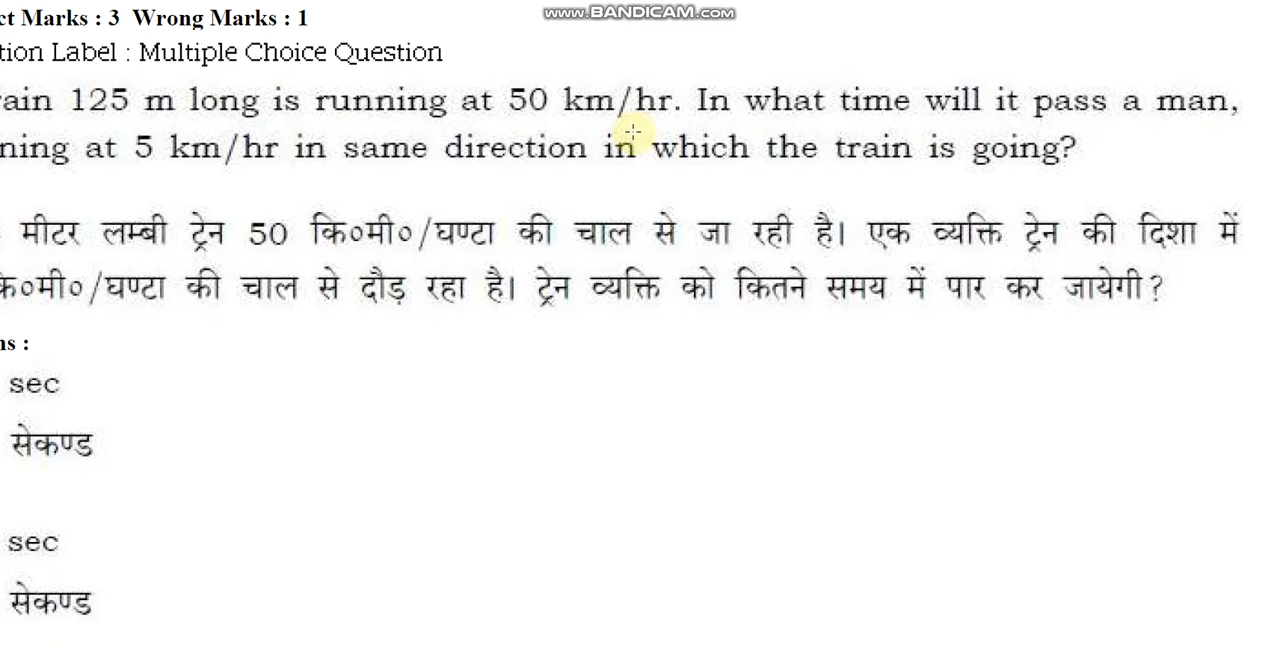 www.BANDICAM.com
ct Marks : 3 Wrong Marks : 1
tion Label : Multiple Choice Question
rain 125 m long is running at 50 km/hr. In what time will it pass a man,
ning at 5 km/hr in same direction in which the train is going?
मीटर लम्बी ट्रेन 50 कि०मी०/घण्टा की चाल से जा रही है। एक व्यक्ति ट्रेन की दिशा में
कि०मी०/घण्टा की चाल से दौड़ रहा है। ट्रेन व्यक्ति को कितने समय में पार कर जायेगी?
ns :
sec
सेकण्ड
sec
सेकण्ड